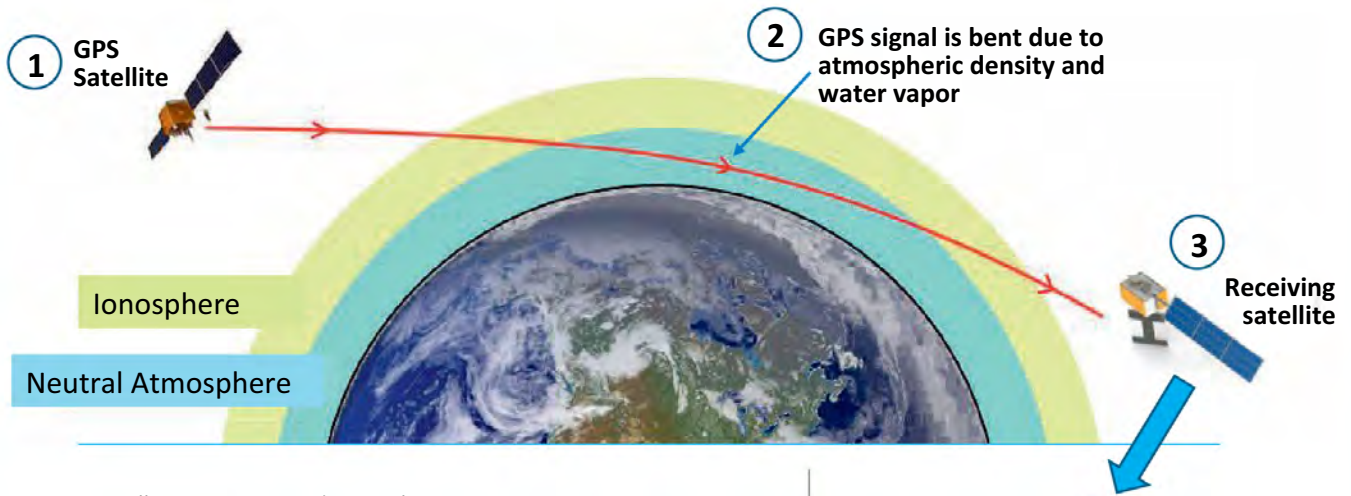 1
GPS
Satellite
2
GPS signal is bent due to
atmospheric density and
water vapor
3
Receiving
satellite
Ionosphere
Neutral Atmosphere